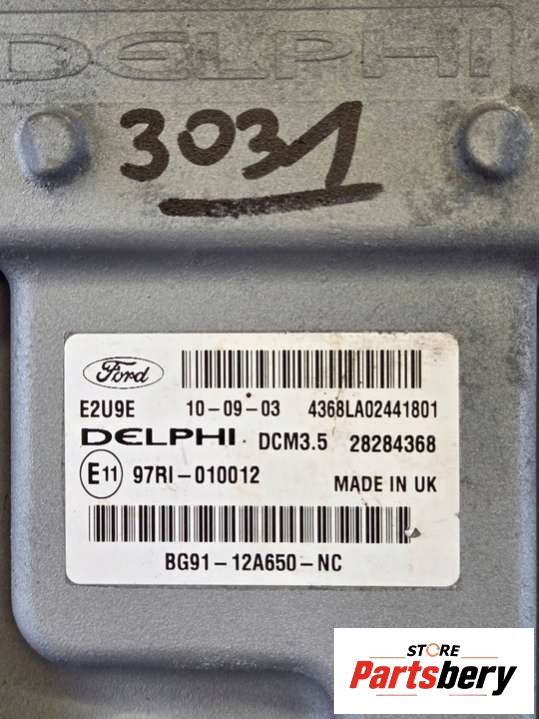 DELPHI
3031
Ford
E2U9E 10-09-03 4368LA02441801
DELPHI DCM3.5 28284368
E11 97RI-010012 MADE IN UK
BG91-12A650-NC
STORE
Partsbery